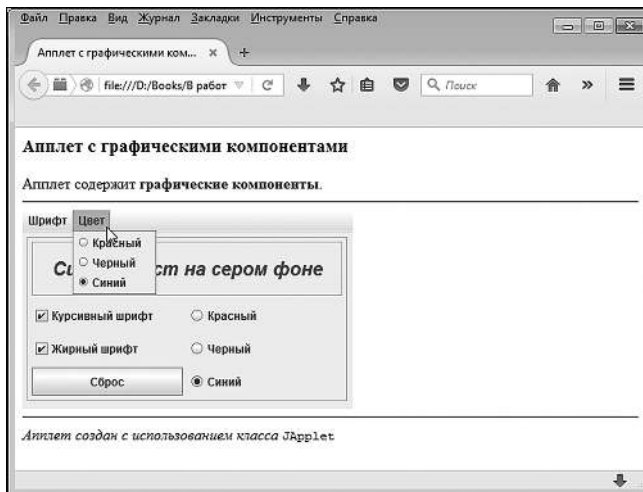 Файл Правка Вид Журнал Закладки Инструменты Справка
Апплет с графическими ком... × +
file:///D:/Books/В работ
Поиск
Апплет с графическими компонентами
Апплет содержит графические компоненты.
Шрифт Цвет
Красный
Черный
Синий
ст на сером фоне
Курсивный шрифт
Красный
Жирный шрифт
Черный
Сброс
Синий
Апплет создан с использованием класса JApplet